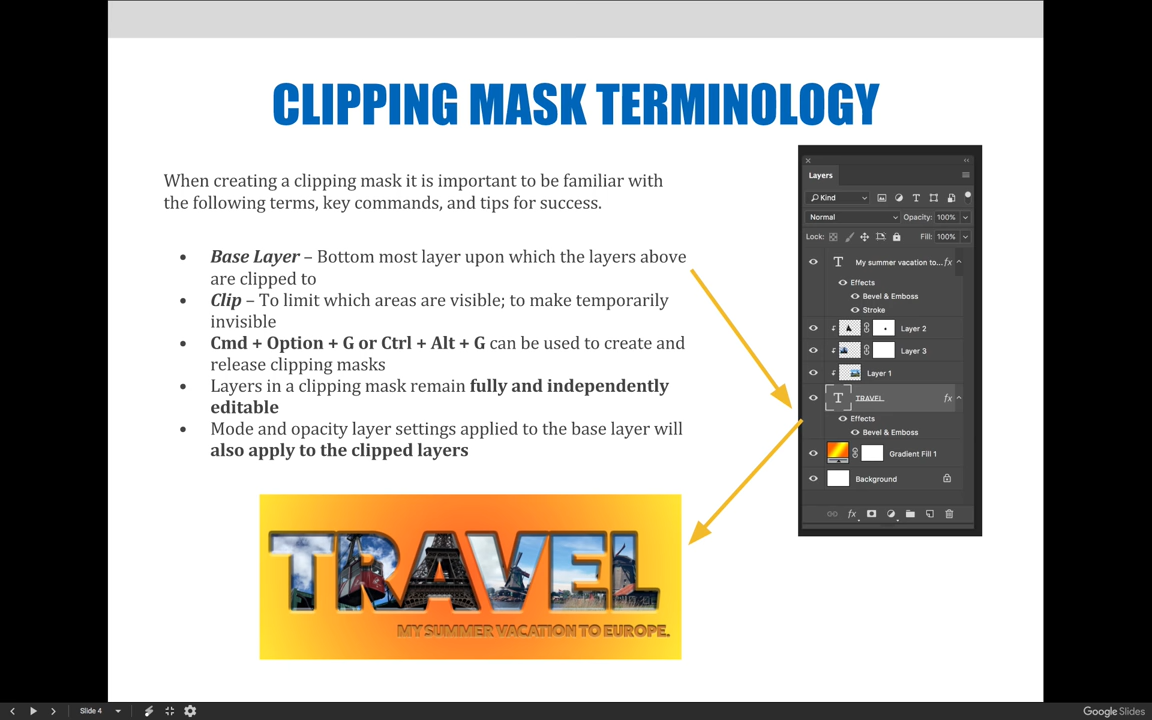 CLIPPING MASK TERMINOLOGY
When creating a clipping mask it is important to be familiar with
the following terms, key commands, and tips for success.
• Base Layer – Bottom most layer upon which the layers above
are clipped to
• Clip – To limit which areas are visible; to make temporarily
invisible
• Cmd + Option + G or Ctrl + Alt + G can be used to create and
release clipping masks
• Layers in a clipping mask remain fully and independently
editable
• Mode and opacity layer settings applied to the base layer will
also apply to the clipped layers
TRAVEL
MY SUMMER VACATION TO EUROPE.
Layers
Kind
Normal Opacity: 100%
Lock: Fill: 100%
T My summer vacation to... fx
Effects
Bevel & Emboss
Stroke
Layer 2
Layer 3
Layer 1
T TRAVEL fx
Effects
Bevel & Emboss
Gradient Fill 1
Background
fx
Slide 4
Google Slides